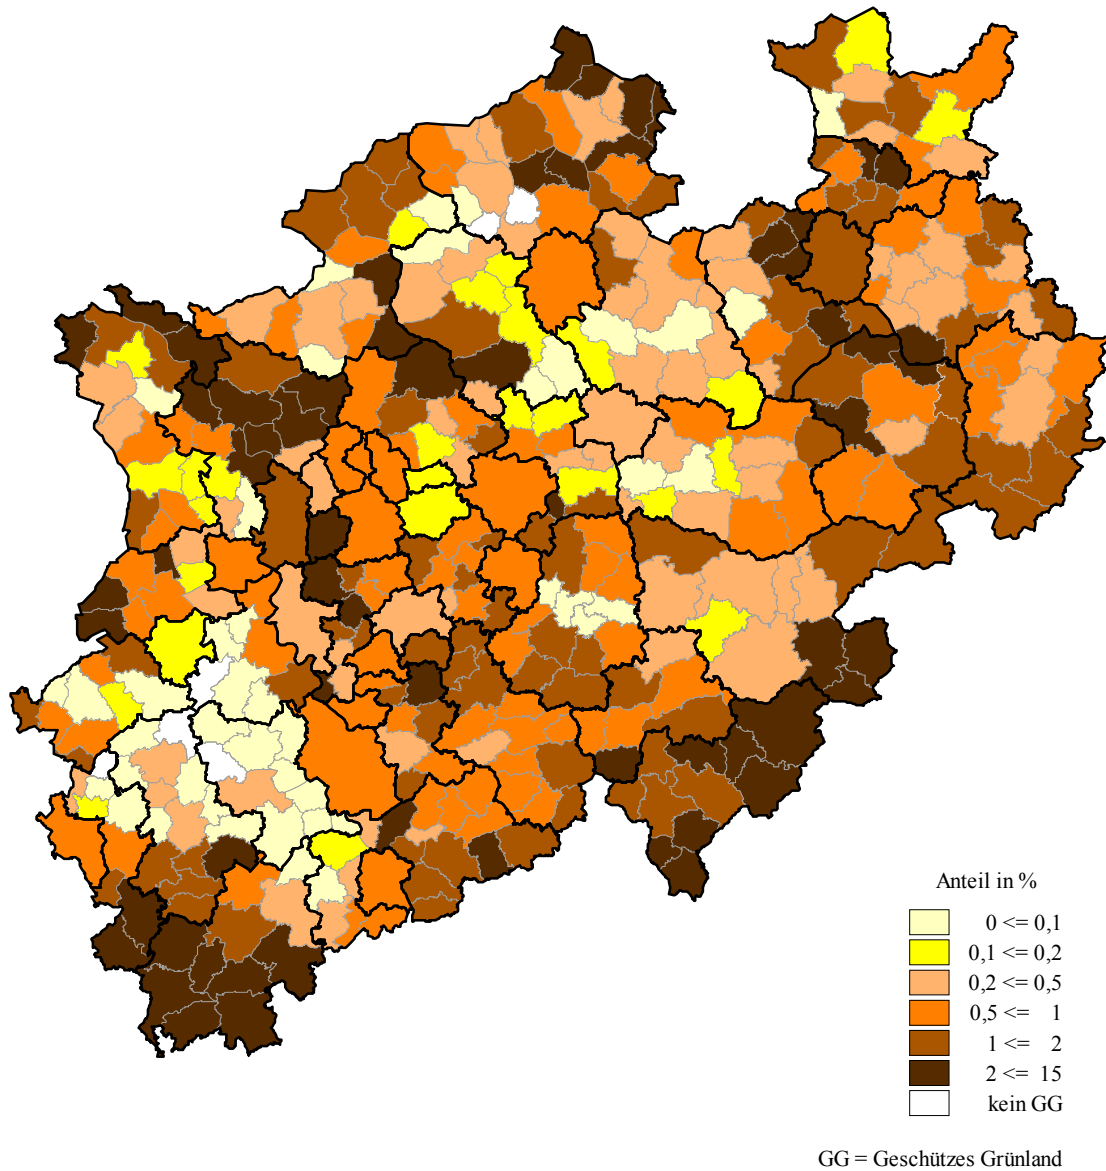 Anteil in %
0 <= 0,1
0,1 <= 0,2
0,2 <= 0,5
0,5 <= 1
1 <= 2
2 <= 15
kein GG
GG = Geschützes Grünland